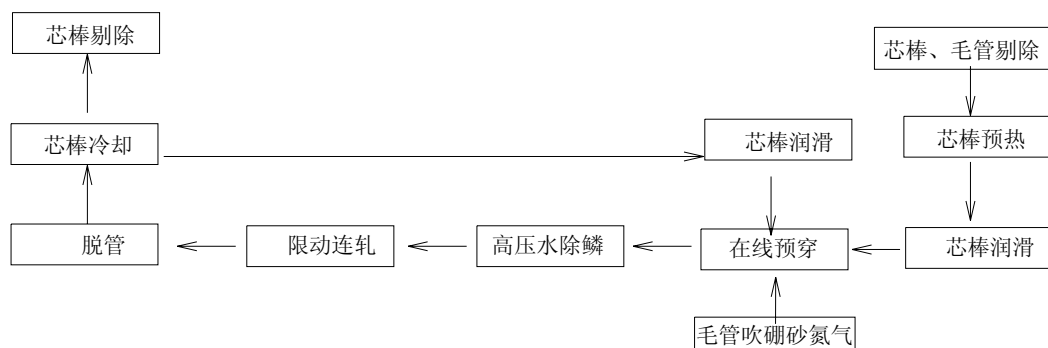 芯棒剔除
芯棒、毛管剔除
芯棒冷却
芯棒润滑
芯棒预热
脱管
限动连轧
高压水除鳞
在线预穿
芯棒润滑
毛管吹硼砂氮气